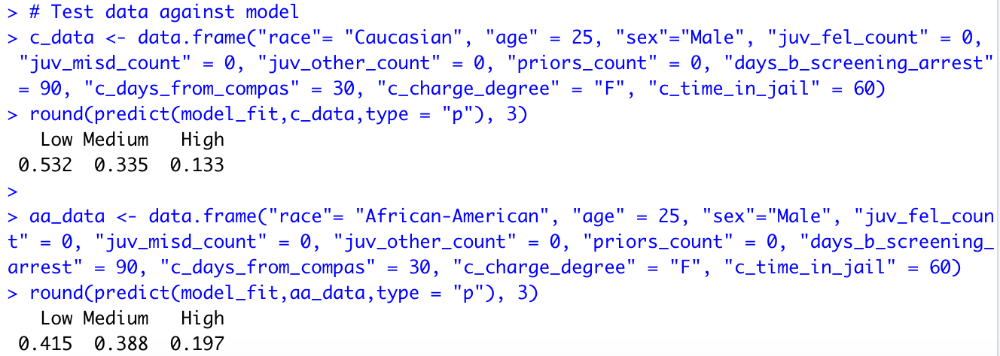 > # Test data against model
> c_data <- data.frame("race"= "Caucasian", "age" = 25, "sex"="Male", "juv_fel_count" = 0,
"juv_misd_count" = 0, "juv_other_count" = 0, "priors_count" = 0, "days_b_screening_arrest"
= 90, "c_days_from_compas" = 30, "c_charge_degree" = "F", "c_time_in_jail" = 60)
> round(predict(model_fit,c_data,type = "p"), 3)
Low Medium High
0.532 0.335 0.133
>
> aa_data <- data.frame("race"= "African-American", "age" = 25, "sex"="Male", "juv_fel_coun
t" = 0, "juv_misd_count" = 0, "juv_other_count" = 0, "priors_count" = 0, "days_b_screening_
arrest" = 90, "c_days_from_compas" = 30, "c_charge_degree" = "F", "c_time_in_jail" = 60)
> round(predict(model_fit,aa_data,type = "p"), 3)
Low Medium High
0.415 0.388 0.197